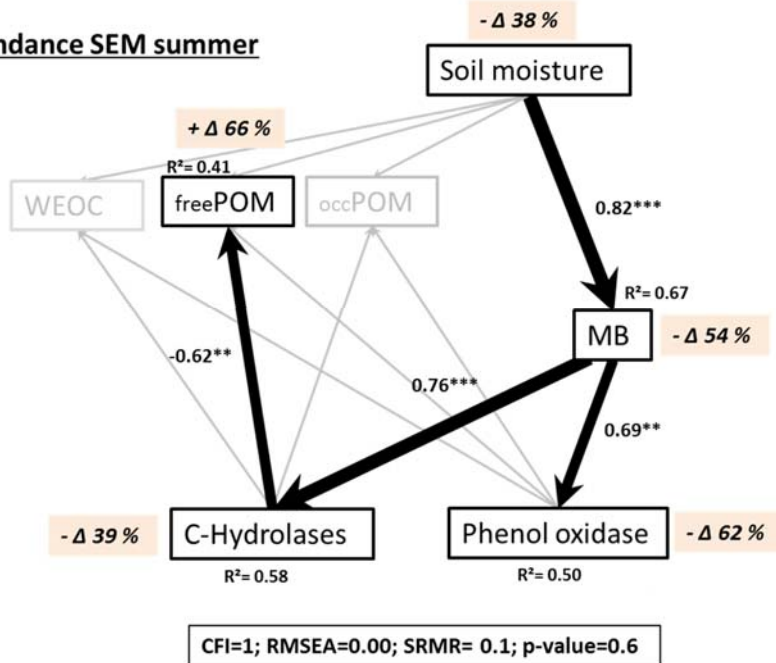 - Δ 38 %
ndance SEM summer
Soil moisture
+ Δ 66 %
R²= 0.41
WEOC
freePOM
occPOM
0.82***
R²= 0.67
MB
- Δ 54 %
-0.62**
0.76***
0.69**
- Δ 39 %
C-Hydrolases
Phenol oxidase
- Δ 62 %
R²= 0.58
R²= 0.50
CFI=1; RMSEA=0.00; SRMR= 0.1; p-value=0.6